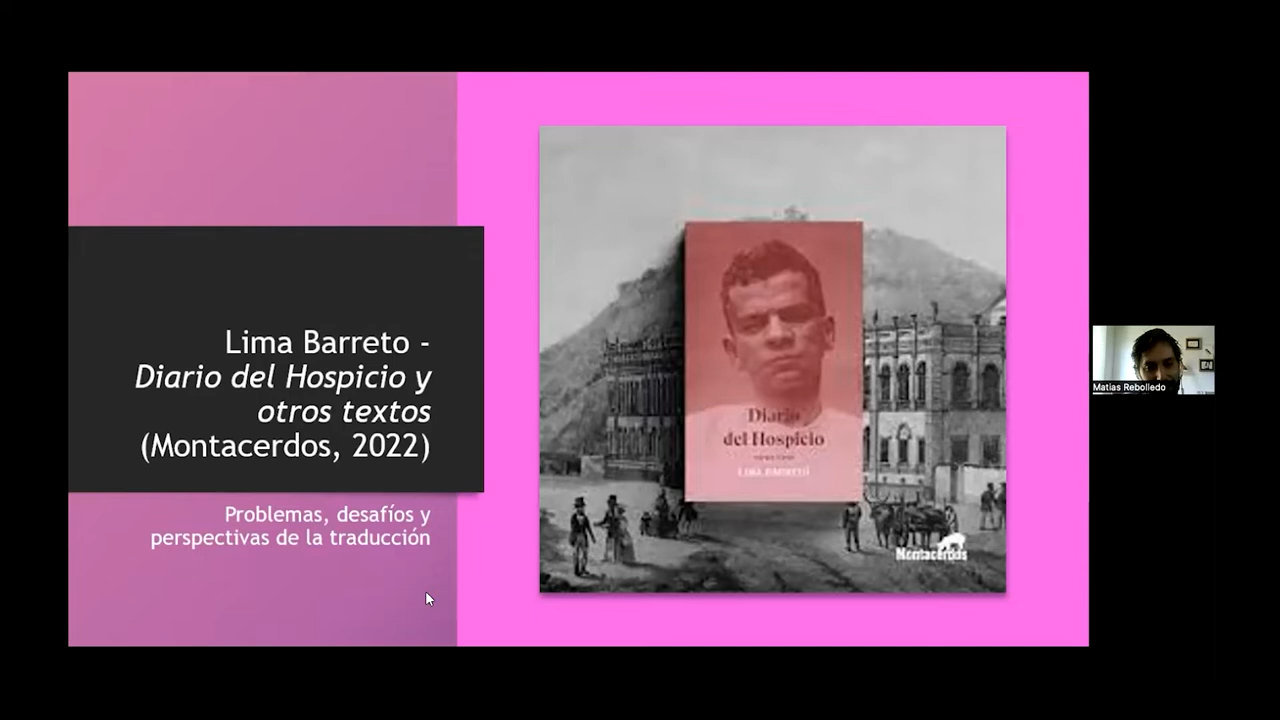 Lima Barreto -
Diario del Hospicio y
otros textos
(Montacerdos, 2022)
Problemas, desafíos y
perspectivas de la traducción
Diario
del Hospicio
LIMA BARRETO
Montacerdos
Matias Rebolledo